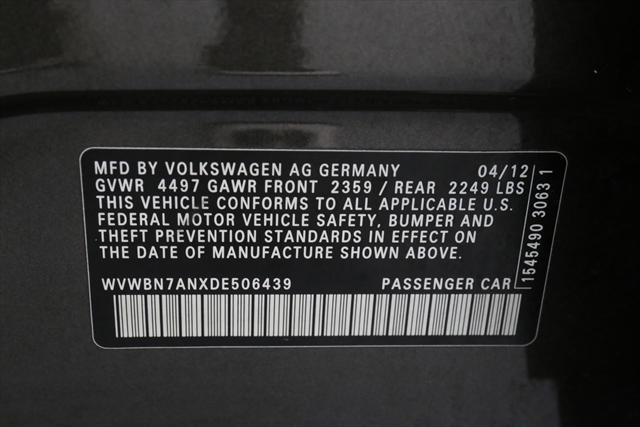 MFD BY VOLKSWAGEN AG GERMANY 04/12
GVWR 4497 GAWR FRONT 2359 / REAR 2249 LBS
THIS VEHICLE CONFORMS TO ALL APPLICABLE U.S.
FEDERAL MOTOR VEHICLE SAFETY, BUMPER AND
THEFT PREVENTION STANDARDS IN EFFECT ON
THE DATE OF MANUFACTURE SHOWN ABOVE.
WVWBN7ANXDE506439 PASSENGER CAR
1545490 3063 1